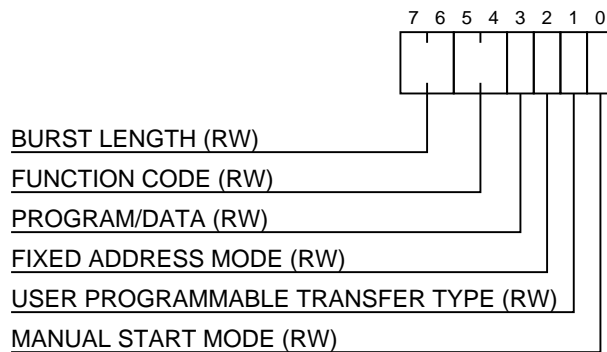 7 6 5 4 3 2 1 0
BURST LENGTH (RW)
FUNCTION CODE (RW)
PROGRAM/DATA (RW)
FIXED ADDRESS MODE (RW)
USER PROGRAMMABLE TRANSFER TYPE (RW)
MANUAL START MODE (RW)